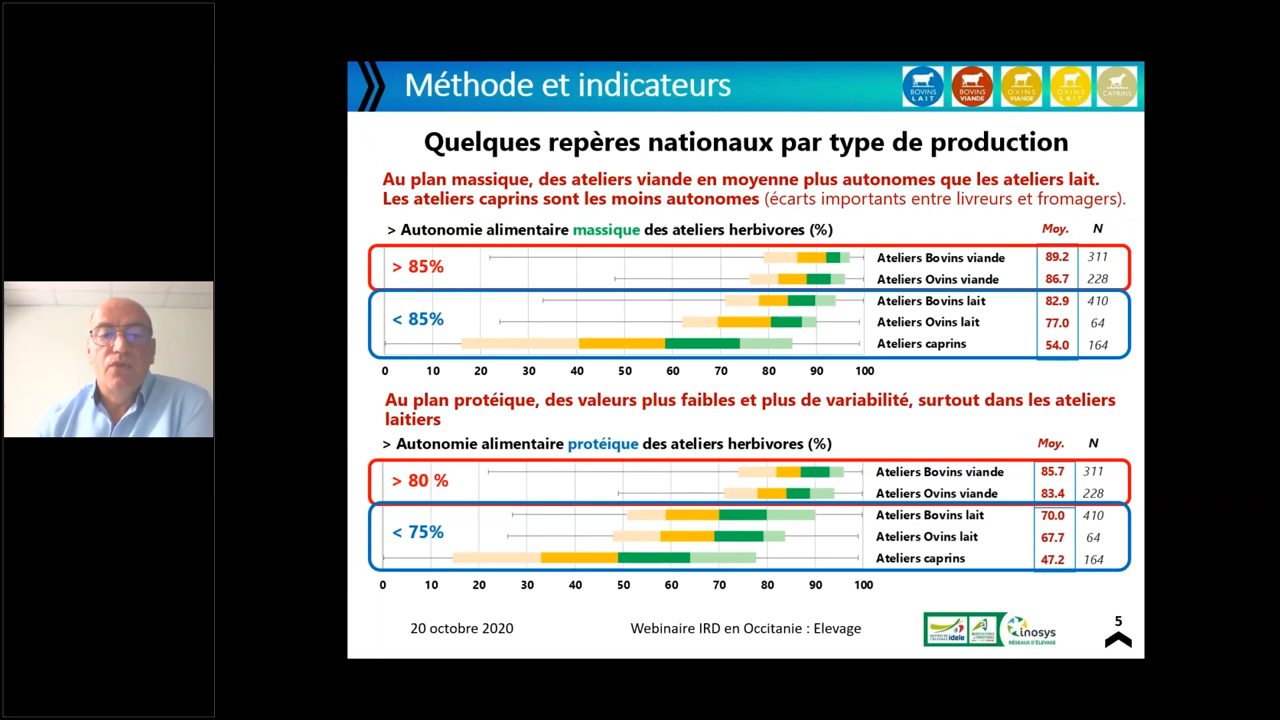 Méthode et indicateurs
BOVINS LAIT
BOVINS VIANDE
OVINS VIANDE
OVINS LAIT
CAPRINS
Quelques repères nationaux par type de production
Au plan massique, des ateliers viande en moyenne plus autonomes que les ateliers lait.
Les ateliers caprins sont les moins autonomes (écarts importants entre livreurs et fromagers).
> Autonomie alimentaire massique des ateliers herbivores (%) Moy. N
> 85%
Ateliers Bovins viande 89.2 311
Ateliers Ovins viande 86.7 228
< 85%
Ateliers Bovins lait 82.9 410
Ateliers Ovins lait 77.0 64
Ateliers caprins 54.0 164
0 10 20 30 40 50 60 70 80 90 100
Au plan protéique, des valeurs plus faibles et plus de variabilité, surtout dans les ateliers
laitiers
> Autonomie alimentaire protéique des ateliers herbivores (%) Moy. N
> 80 %
Ateliers Bovins viande 85.7 311
Ateliers Ovins viande 83.4 228
< 75%
Ateliers Bovins lait 70.0 410
Ateliers Ovins lait 67.7 64
Ateliers caprins 47.2 164
0 10 20 30 40 50 60 70 80 90 100
20 octobre 2020 Webinaire IRD en Occitanie : Elevage
idele
inosys
RÉSEAUX D'ÉLEVAGE
5